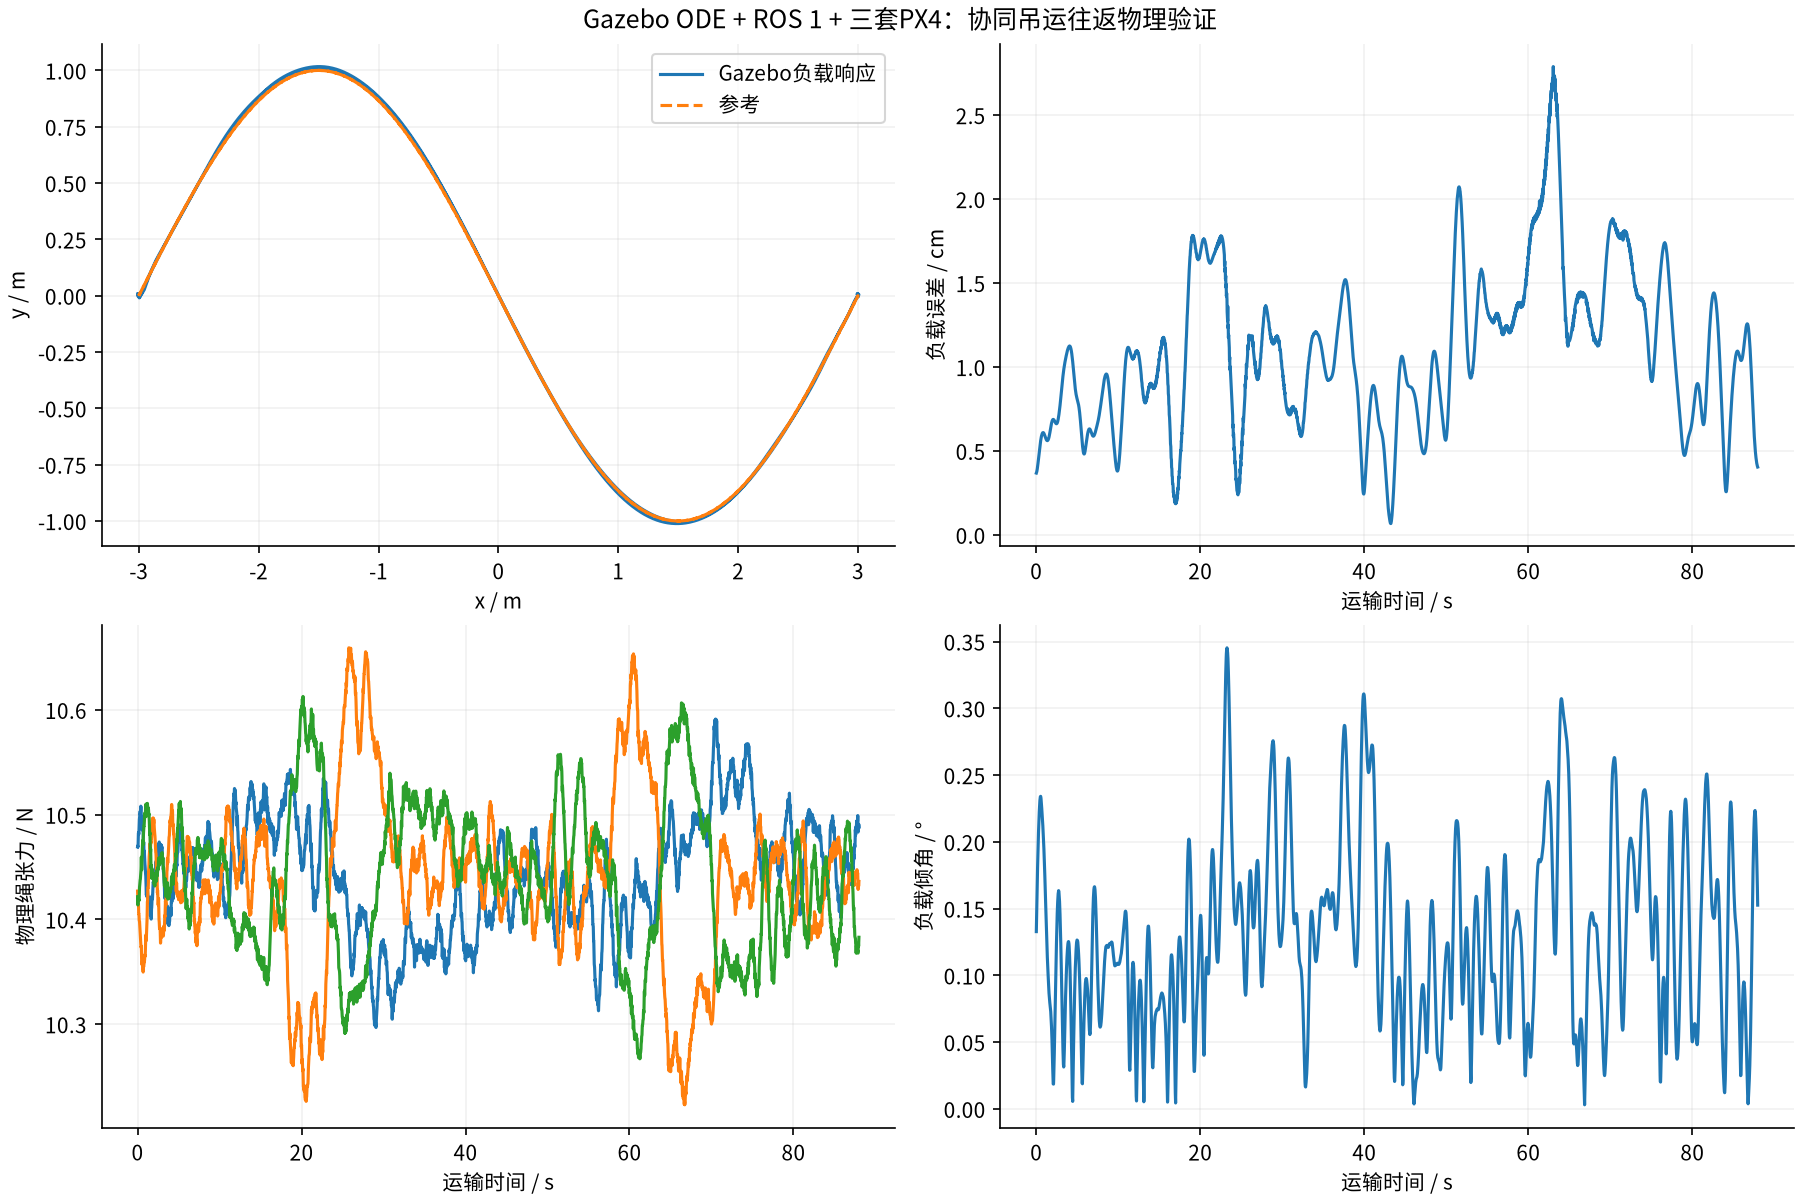 Gazebo ODE + ROS 1 + 三套PX4：协同吊运往返物理验证
Gazebo负载响应
参考
1.00
0.75
0.50
0.25
0.00
-0.25
-0.50
-0.75
-1.00
y / m
-3 -2 -1 0 1 2 3
x / m
2.5
2.0
1.5
1.0
0.5
0.0
负载误差 / cm
0 20 40 60 80
运输时间 / s
10.6
10.5
10.4
10.3
物理绳张力 / N
0 20 40 60 80
运输时间 / s
0.35
0.30
0.25
0.20
0.15
0.10
0.05
0.00
负载倾角 / °
0 20 40 60 80
运输时间 / s